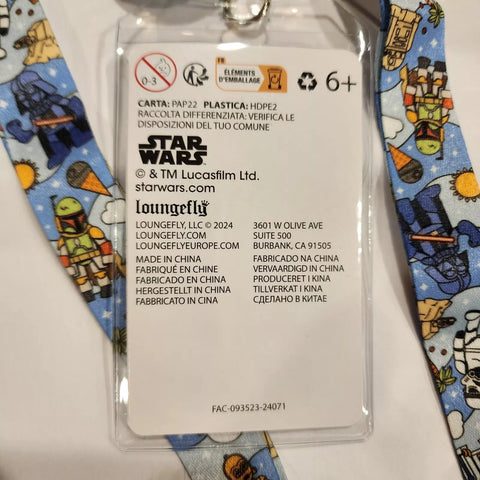 0-3
FR
ÉLÉMENTS
D'EMBALLAGE
6+
CARTA: PAP22 PLASTICA: HDPE2
RACCOLTA DIFFERENZIATA: VERIFICA LE
DISPOSIZIONI DEL TUO COMUNE
STAR
WARS
© & TM Lucasfilm Ltd.
starwars.com
loungefly
LOUNGEFLY, LLC © 2024
LOUNGEFLY.COM
LOUNGEFLYEUROPE.COM
3601 W OLIVE AVE
SUITE 500
BURBANK, CA 91505
MADE IN CHINA
FABRIQUÉ EN CHINE
FABRICADO EN CHINA
HERGESTELLT IN CHINA
FABBRICATO IN CINA
FABRICADO NA CHINA
VERVAARDIGD IN CHINA
PRODUCERET I KINA
TILLVERKAT I KINA
СДЕЛАНО В КИТАЕ
FAC-093523-24071